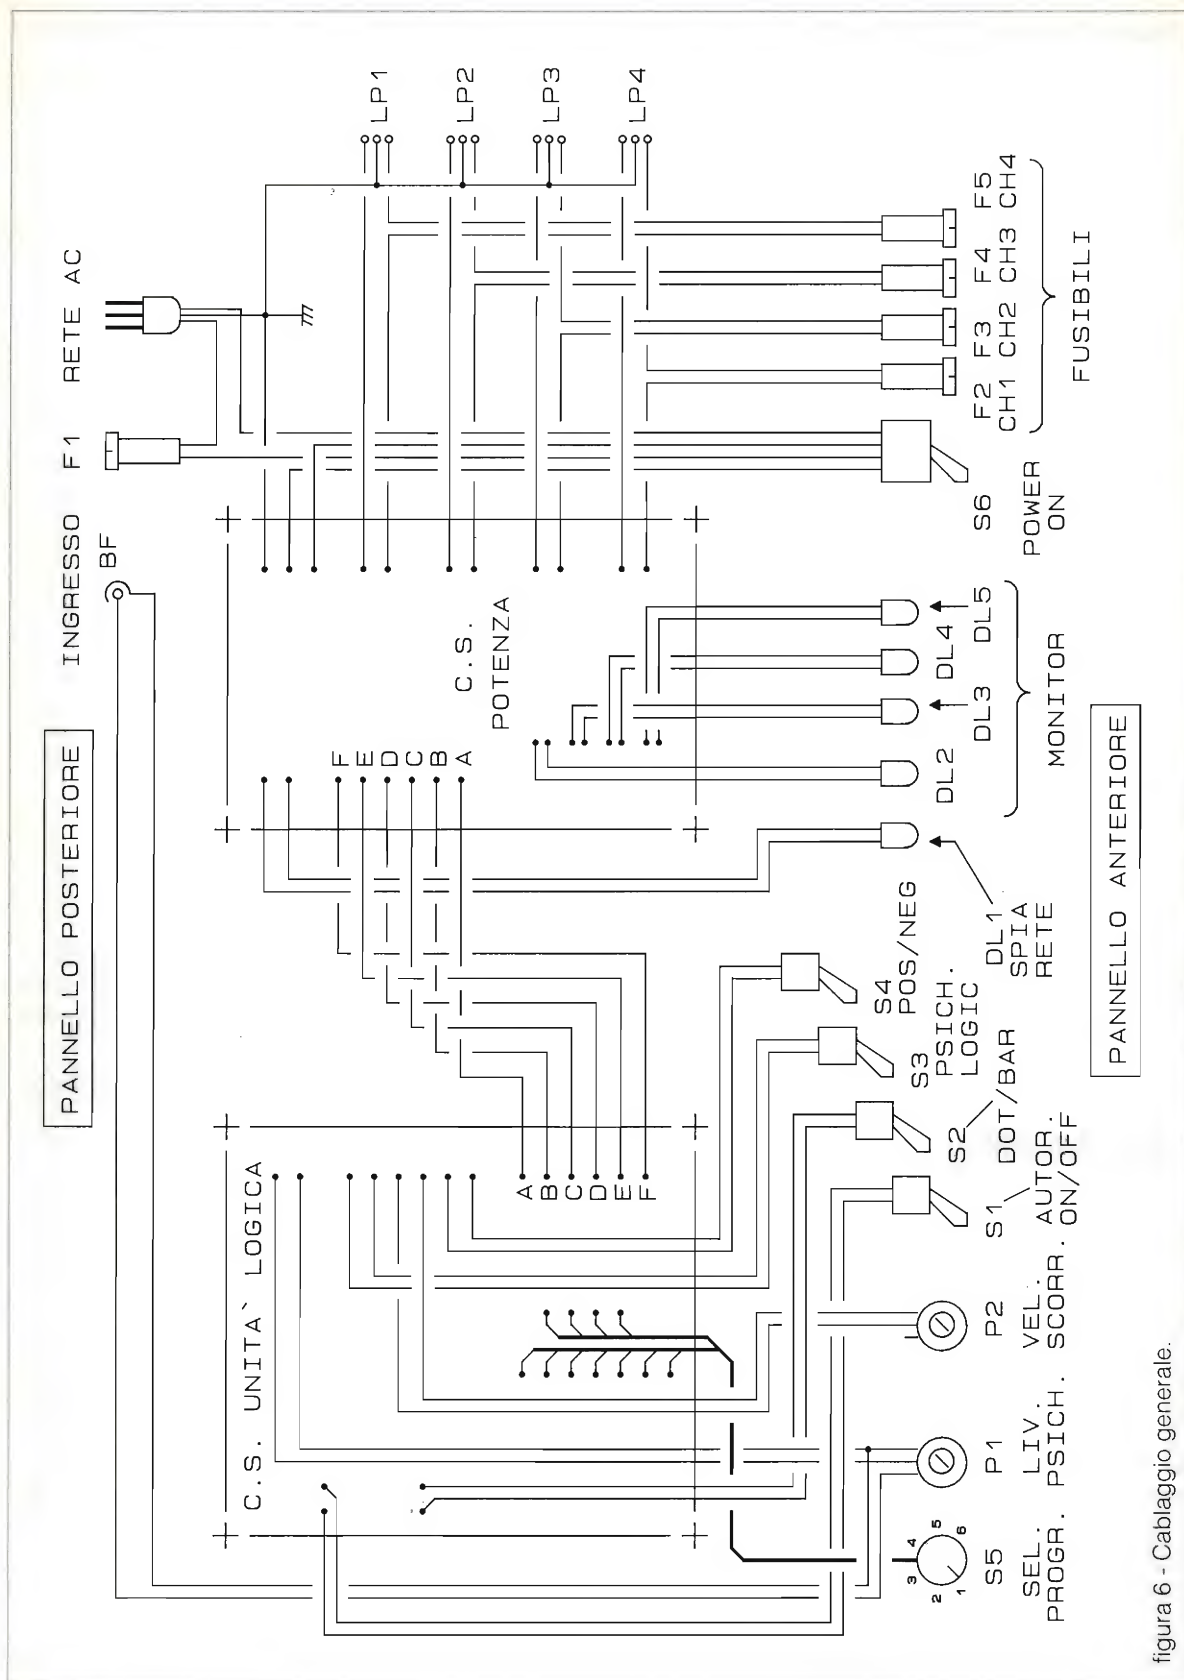 PANNELLO POSTERIORE
INGRESSO
BF
F1
RETE AC
LP1
LP2
LP3
LP4
C.S. UNITA` LOGICA
A
B
C
D
E
F
F
E
D
C
B
A
C.S.
POTENZA
3
4
5
2
1
6
S5
SEL.
PROGR.
P1
LIV.
PSICH.
P2
VEL.
SCORR.
S1
AUTOR.
ON/OFF
S2
DOT/BAR
S3
PSICH.
LOGIC
S4
POS/NEG
DL1
SPIA
RETE
DL2
DL3
DL4
DL5
MONITOR
S6
POWER
ON
F2
CH1
F3
CH2
F4
CH3
F5
CH4
FUSIBILI
PANNELLO ANTERIORE
figura 6 - Cablaggio generale.